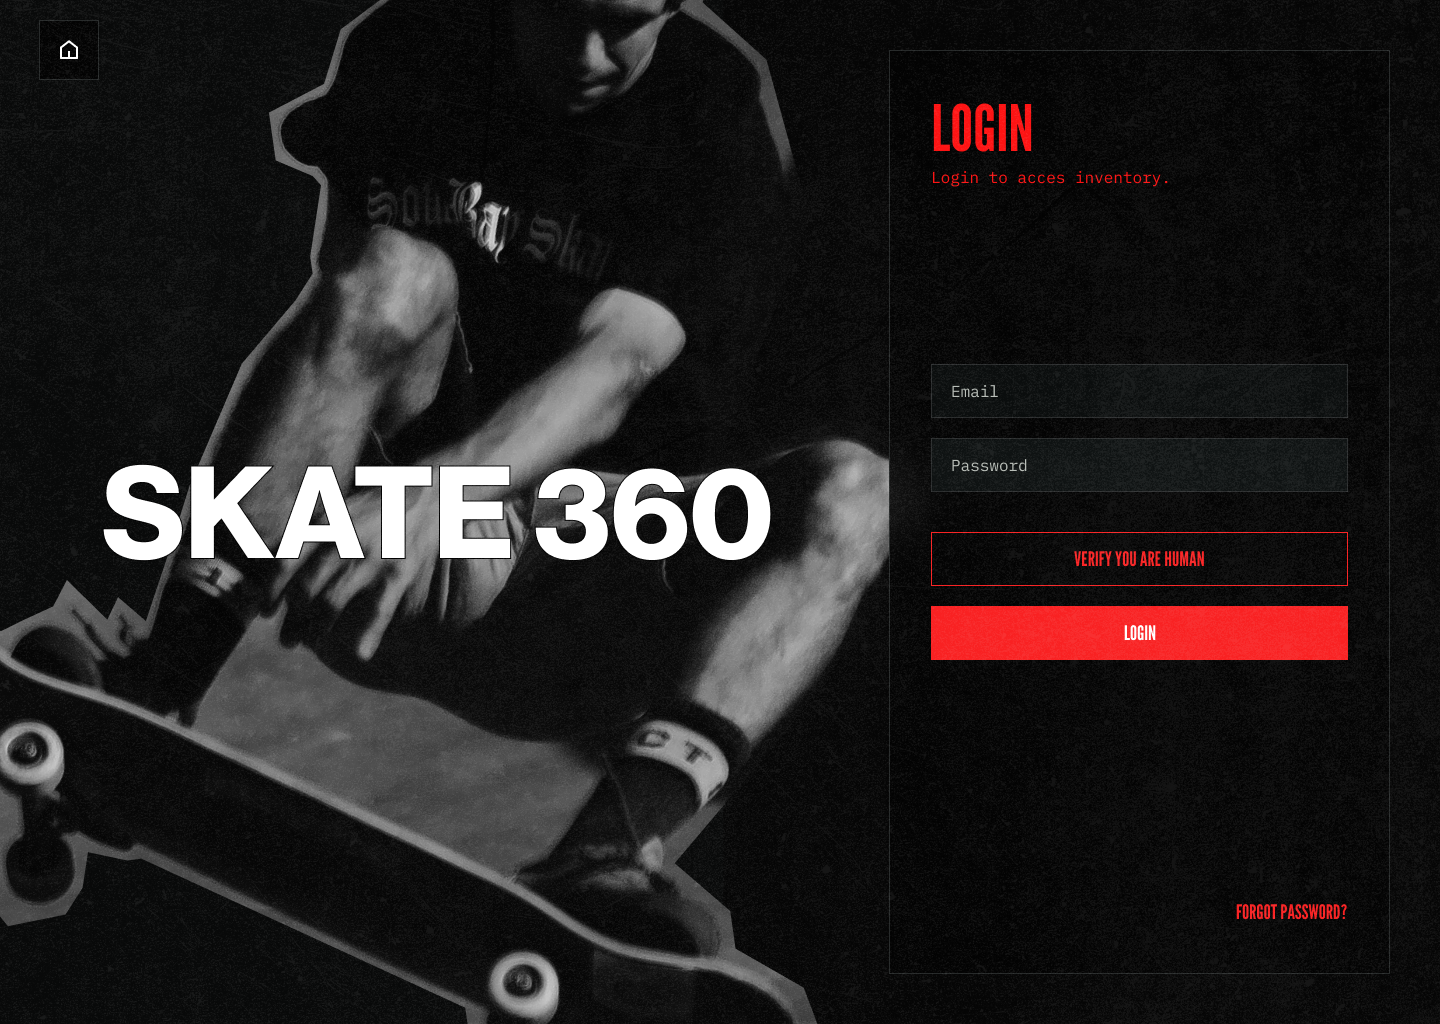 LOGIN
Login to acces inventory.
SKATE 360
Email
Password
VERIFY YOU ARE HUMAN
LOGIN
FORGOT PASSWORD?